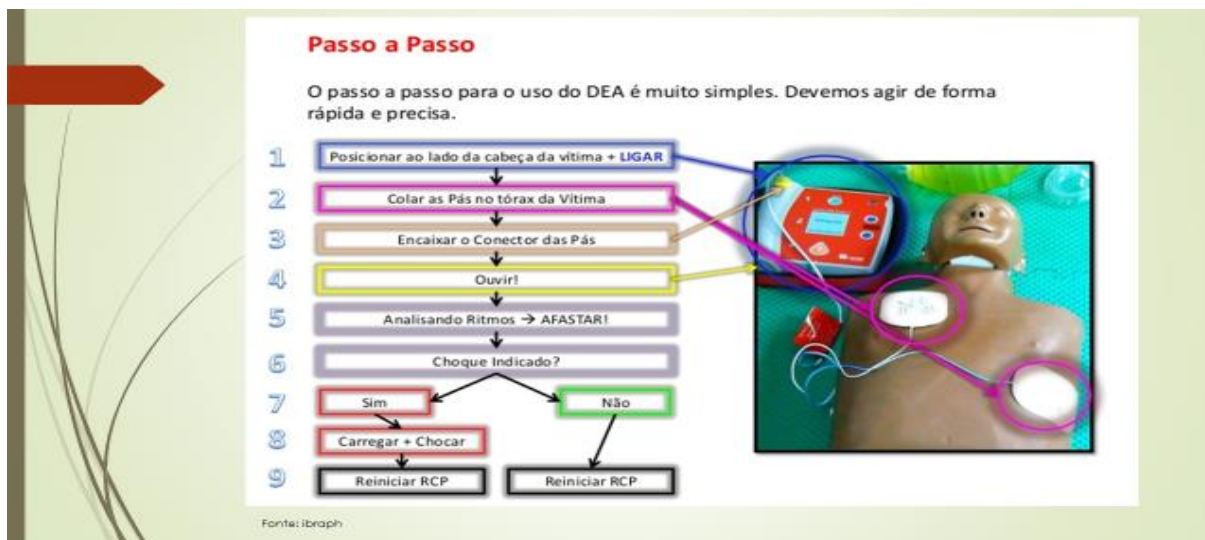 Passo a Passo
O passo a passo para o uso do DEA é muito simples. Devemos agir de forma
rápida e precisa.
1 Posicionar ao lado da cabeça da vítima + LIGAR
2 Colar as Pás no tórax da Vítima
3 Encaixar o Conector das Pás
4 Ouvir!
5 Analisando Ritmos → AFASTAR!
6 Choque Indicado?
7 Sim Não
8 Carregar + Chocar
9 Reiniciar RCP Reiniciar RCP
Fonte: ibraph